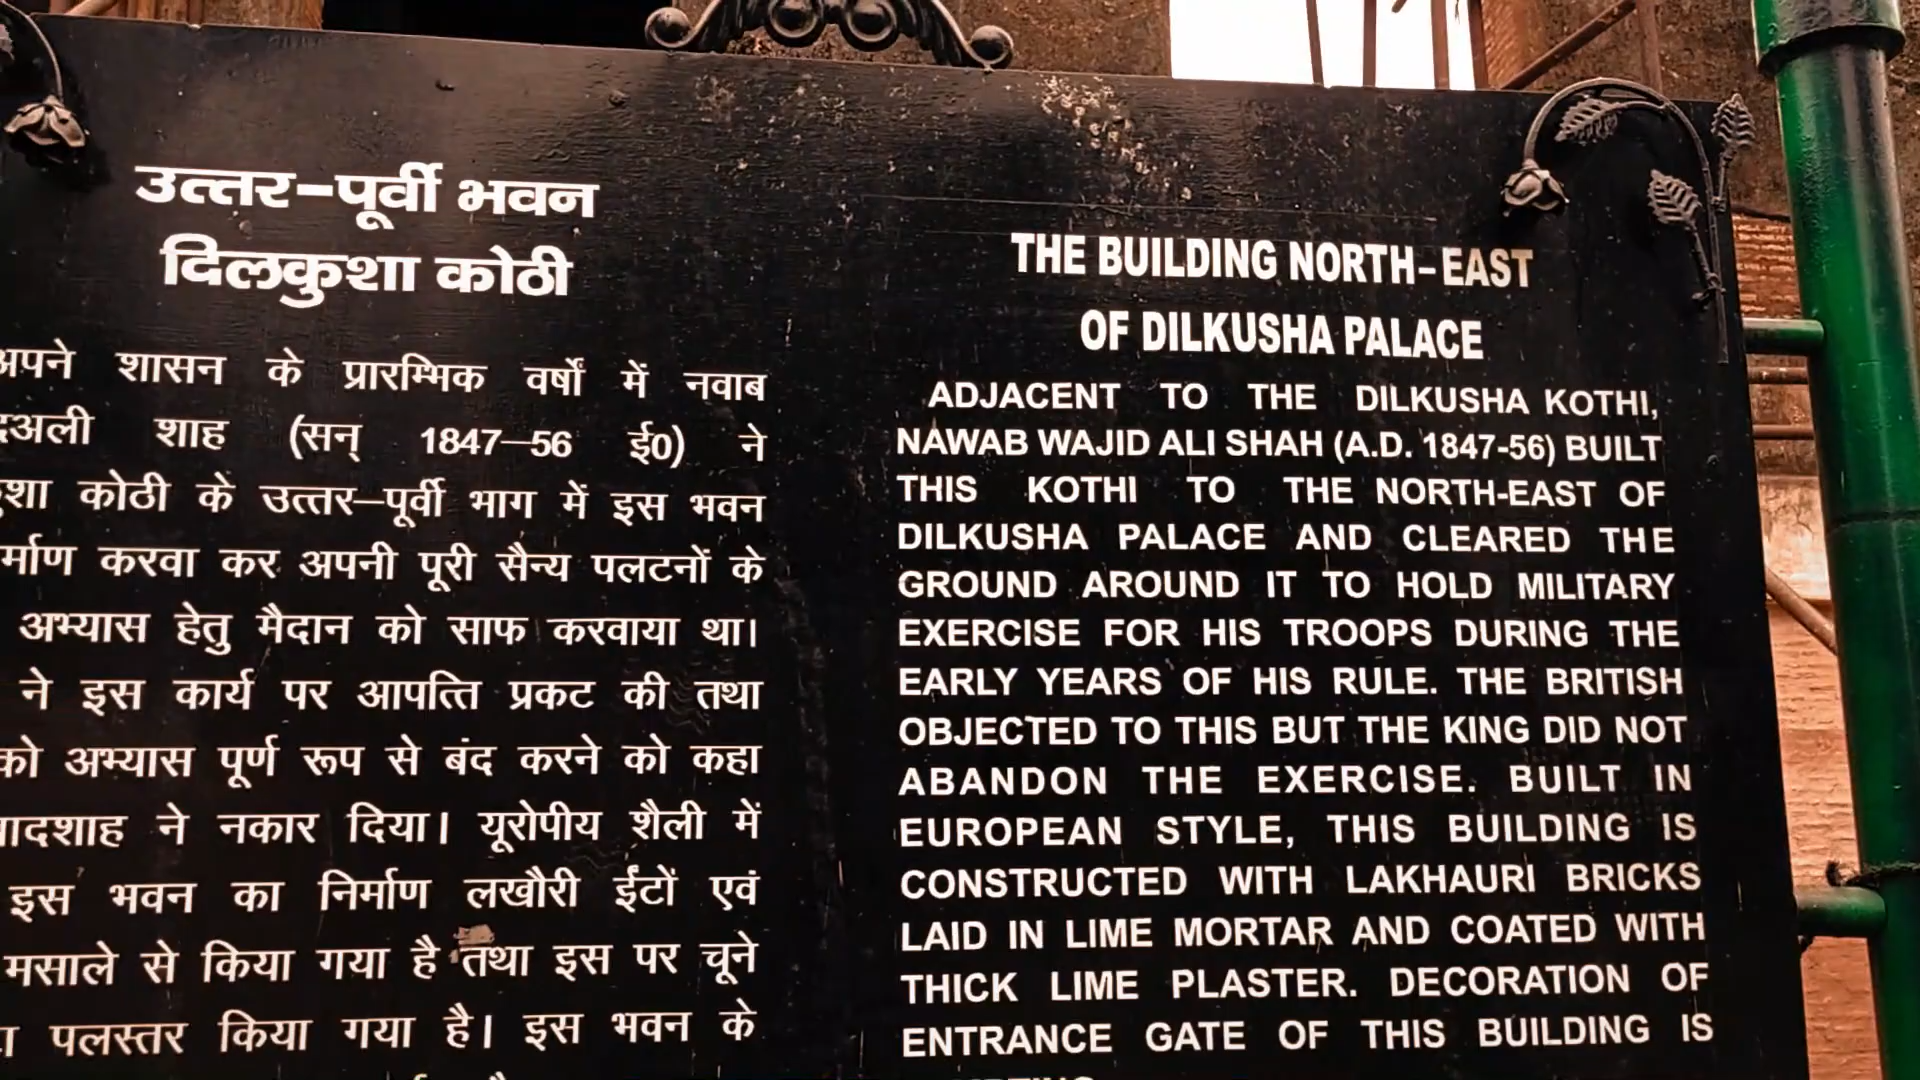 उत्तर-पूर्वी भवन
दिलकुशा कोठी
अपने शासन के प्रारम्भिक वर्षों में नवाब
शाह (सन् 1847-56 ई0) ने
कोठी के उत्तर-पूर्वी भाग में इस भवन
करवा कर अपनी पूरी सैन्य पलटनों के
अभ्यास हेतु मैदान को साफ करवाया था।
ने इस कार्य पर आपत्ति प्रकट की तथा
को अभ्यास पूर्ण रूप से बंद करने को कहा
ने नकार दिया। यूरोपीय शैली में
इस भवन का निर्माण लखौरी ईंटों एवं
मसाले से किया गया है तथा इस पर चूने
पलस्तर किया गया है। इस भवन के
THE BUILDING NORTH-EAST
OF DILKUSHA PALACE
ADJACENT TO THE DILKUSHA KOTHI,
NAWAB WAJID ALI SHAH (A.D. 1847-56) BUILT
THIS KOTHI TO THE NORTH-EAST OF
DILKUSHA PALACE AND CLEARED THE
GROUND AROUND IT TO HOLD MILITARY
EXERCISE FOR HIS TROOPS DURING THE
EARLY YEARS OF HIS RULE. THE BRITISH
OBJECTED TO THIS BUT THE KING DID NOT
ABANDON THE EXERCISE. BUILT IN
EUROPEAN STYLE, THIS BUILDING IS
CONSTRUCTED WITH LAKHAURI BRICKS
LAID IN LIME MORTAR AND COATED WITH
THICK LIME PLASTER. DECORATION OF
ENTRANCE GATE OF THIS BUILDING IS